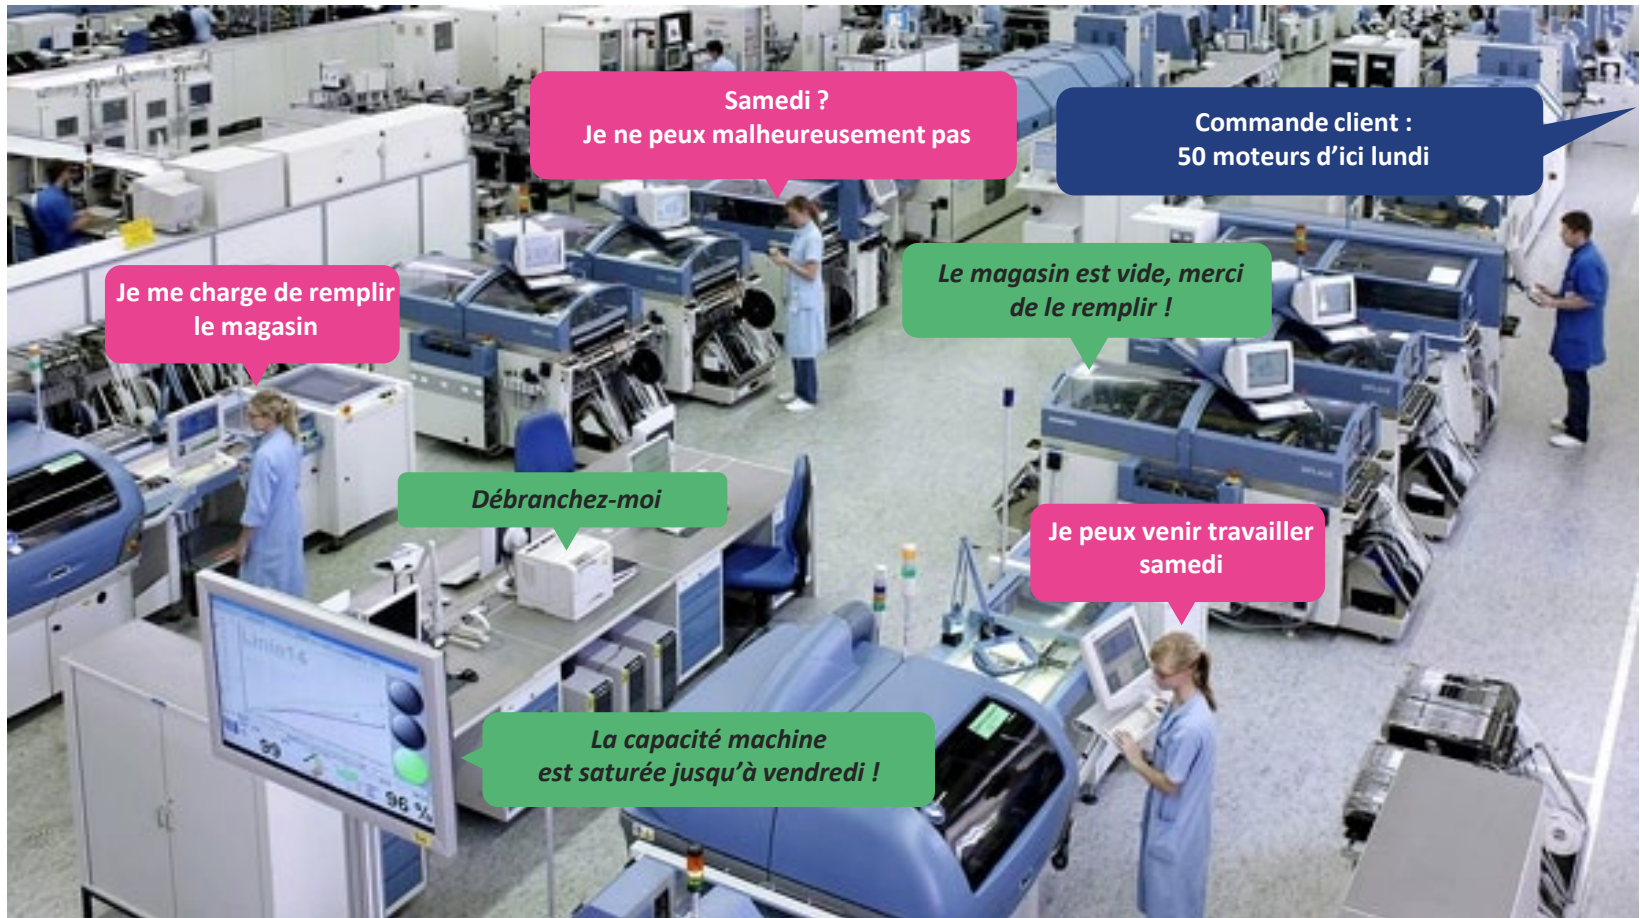 Samedi ?
Je ne peux malheureusement pas
Commande client :
50 moteurs d’ici lundi
Le magasin est vide, merci
de le remplir !
Je me charge de remplir
le magasin
Débranchez-moi
Je peux venir travailler
samedi
La capacité machine
est saturée jusqu’à vendredi !
Linie14
99
96 %